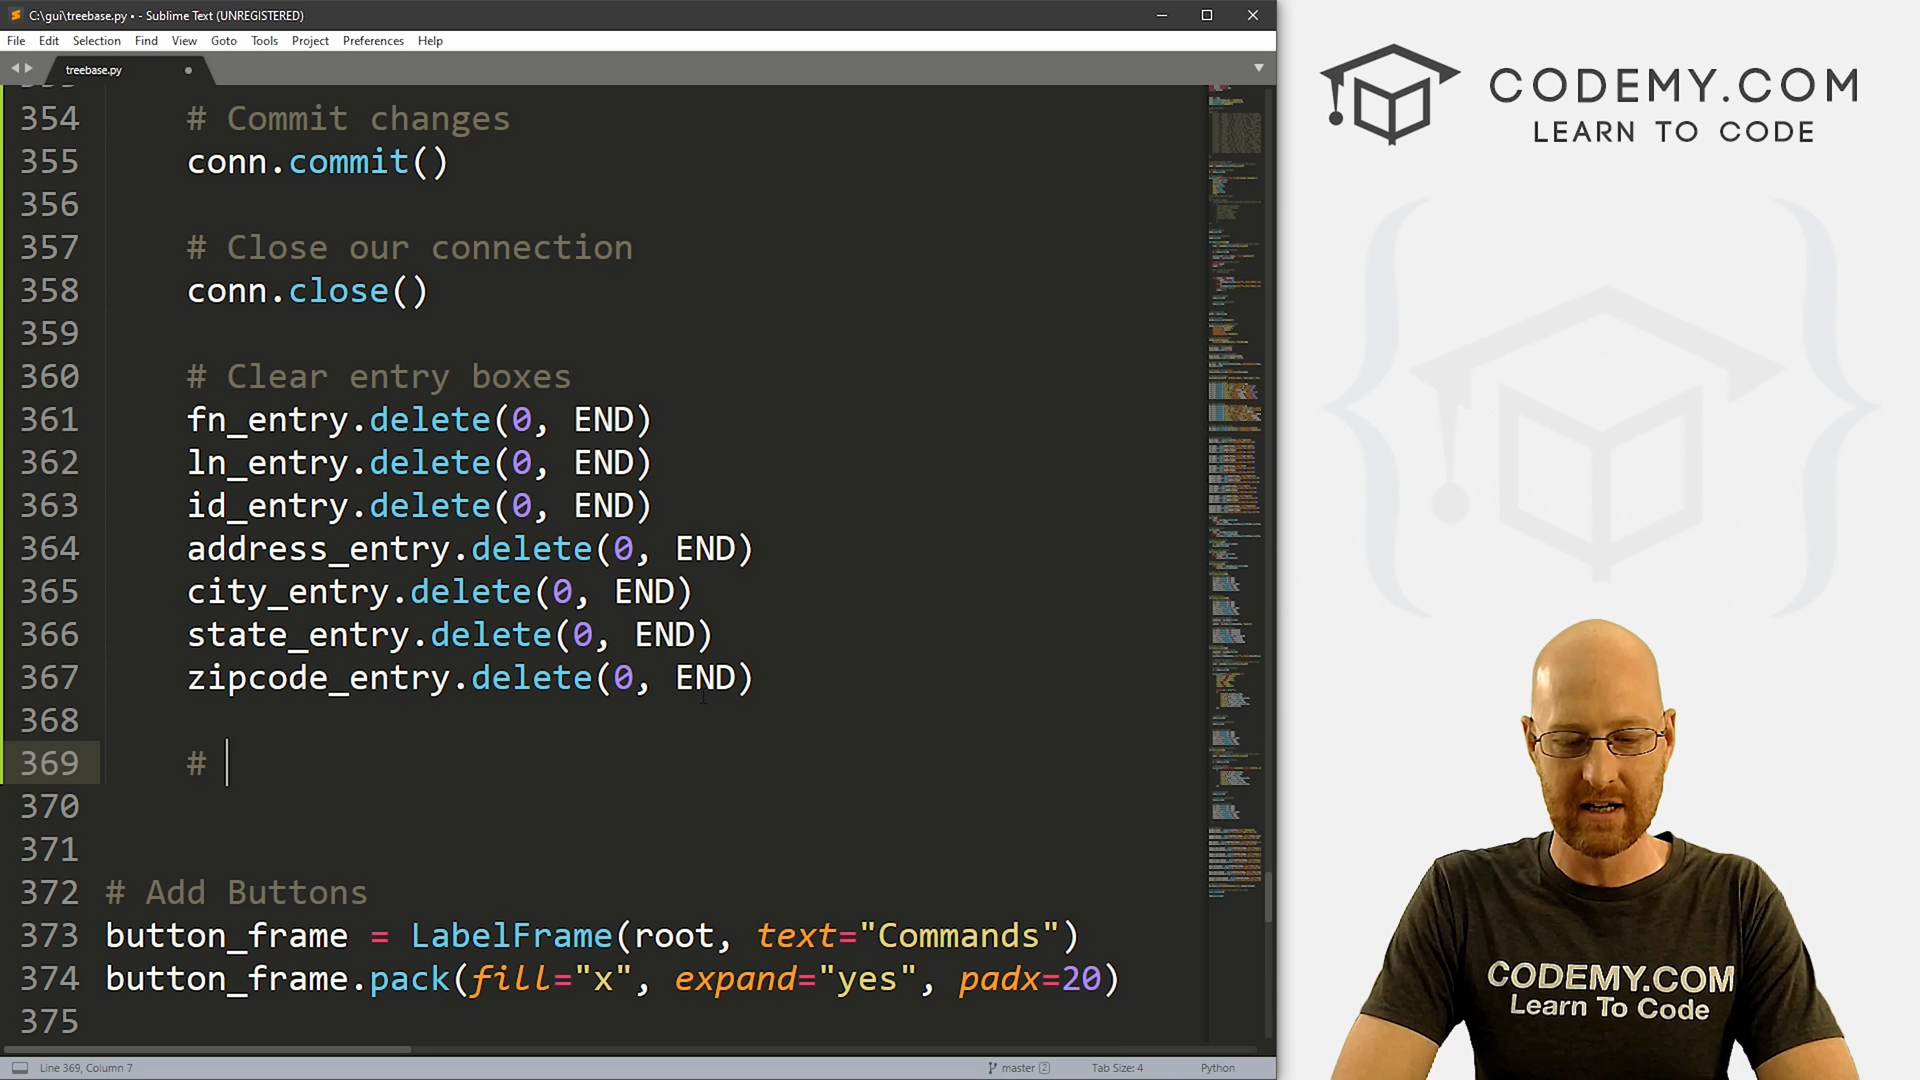 C:\gui\treebase.py • - Sublime Text (UNREGISTERED)
File Edit Selection Find View Goto Tools Project Preferences Help
treebase.py
354 # Commit changes
355 conn.commit()
356
357 # Close our connection
358 conn.close()
359
360 # Clear entry boxes
361 fn_entry.delete(0, END)
362 ln_entry.delete(0, END)
363 id_entry.delete(0, END)
364 address_entry.delete(0, END)
365 city_entry.delete(0, END)
366 state_entry.delete(0, END)
367 zipcode_entry.delete(0, END)
368
369 #
370
371
372 # Add Buttons
373 button_frame = LabelFrame(root, text="Commands")
374 button_frame.pack(fill="x", expand="yes", padx=20)
375
Line 369, Column 7
master 2
Tab Size: 4
Python
CODEMY.COM
LEARN TO CODE
CODEMY.COM
Learn To Code